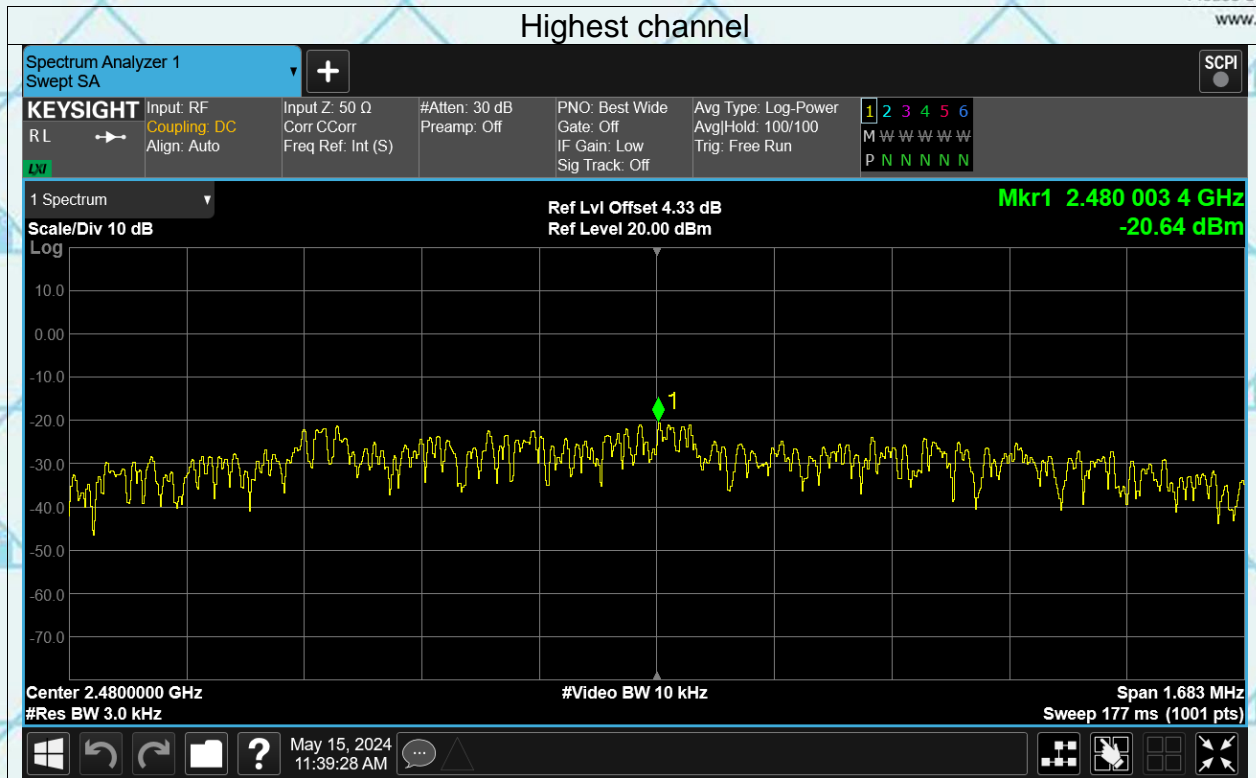 www.
Highest channel
Spectrum Analyzer 1
Swept SA
SCPI
KEYSIGHT
R L
LXI
Input: RF
Coupling: DC
Align: Auto
Input Z: 50 Ω
Corr CCorr
Freq Ref: Int (S)
#Atten: 30 dB
Preamp: Off
PNO: Best Wide
Gate: Off
IF Gain: Low
Sig Track: Off
Avg Type: Log-Power
Avg|Hold: 100/100
Trig: Free Run
1 2 3 4 5 6
M W W W W W
P N N N N N
1 Spectrum
Scale/Div 10 dB
Log
Ref Lvl Offset 4.33 dB
Ref Level 20.00 dBm
Mkr1 2.480 003 4 GHz
-20.64 dBm
10.0
0.00
-10.0
1
-20.0
-30.0
-40.0
-50.0
-60.0
-70.0
Center 2.4800000 GHz
#Res BW 3.0 kHz
#Video BW 10 kHz
Span 1.683 MHz
Sweep 177 ms (1001 pts)
?
May 15, 2024
11:39:28 AM